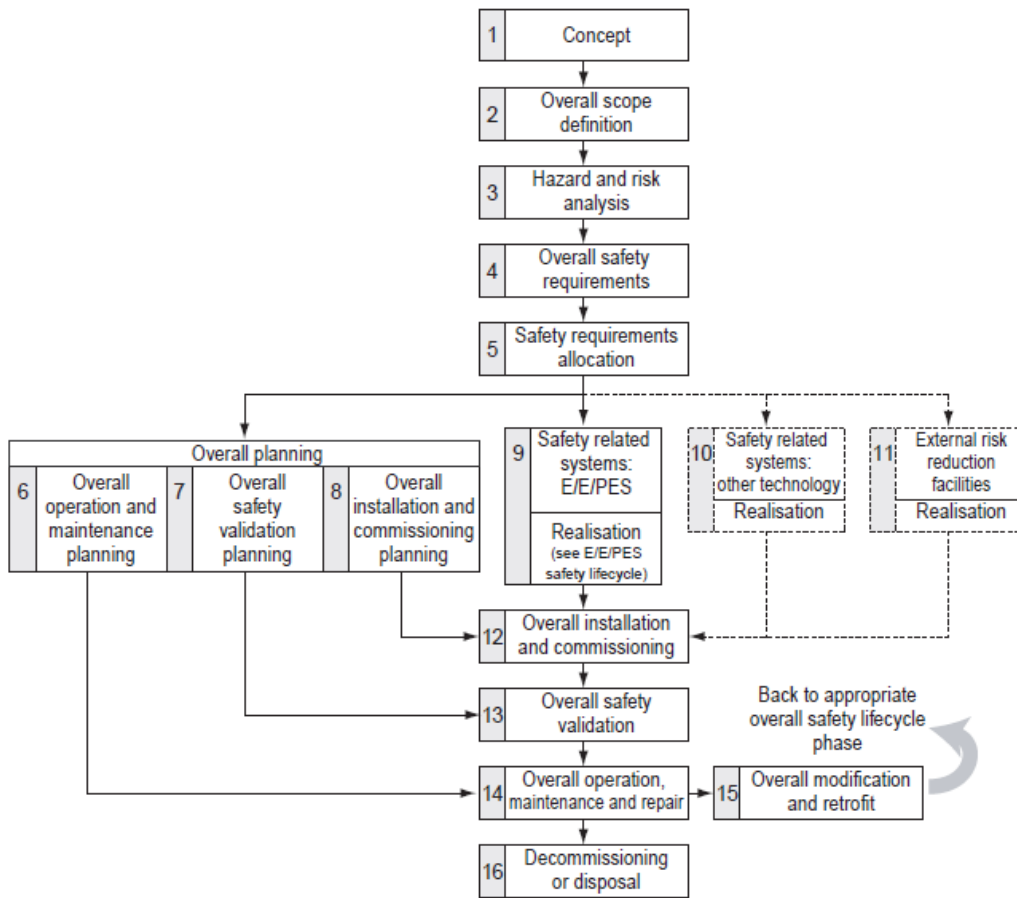 1
Concept
2
Overall scope
definition
3
Hazard and risk
analysis
4
Overall safety
requirements
5
Safety requirements
allocation
Overall planning
6
Overall
operation and
maintenance
planning
7
Overall
safety
validation
planning
8
Overall
installation and
commissioning
planning
9
Safety related
systems:
E/E/PES
Realisation
(see E/E/PES
safety lifecycle)
10
Safety related
systems:
other technology
Realisation
11
External risk
reduction
facilities
Realisation
12
Overall installation
and commissioning
13
Overall safety
validation
Back to appropriate
overall safety lifecycle
phase
14
Overall operation,
maintenance and repair
15
Overall modification
and retrofit
16
Decommissioning
or disposal